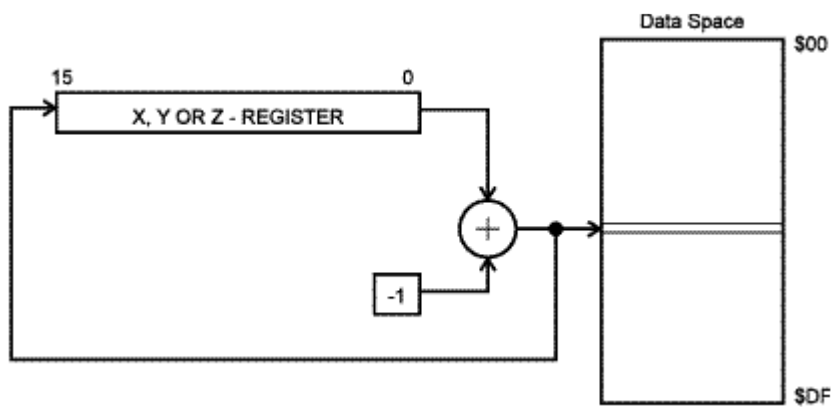 Data Space
$00
15 0
X, Y OR Z - REGISTER
+
-1
$DF